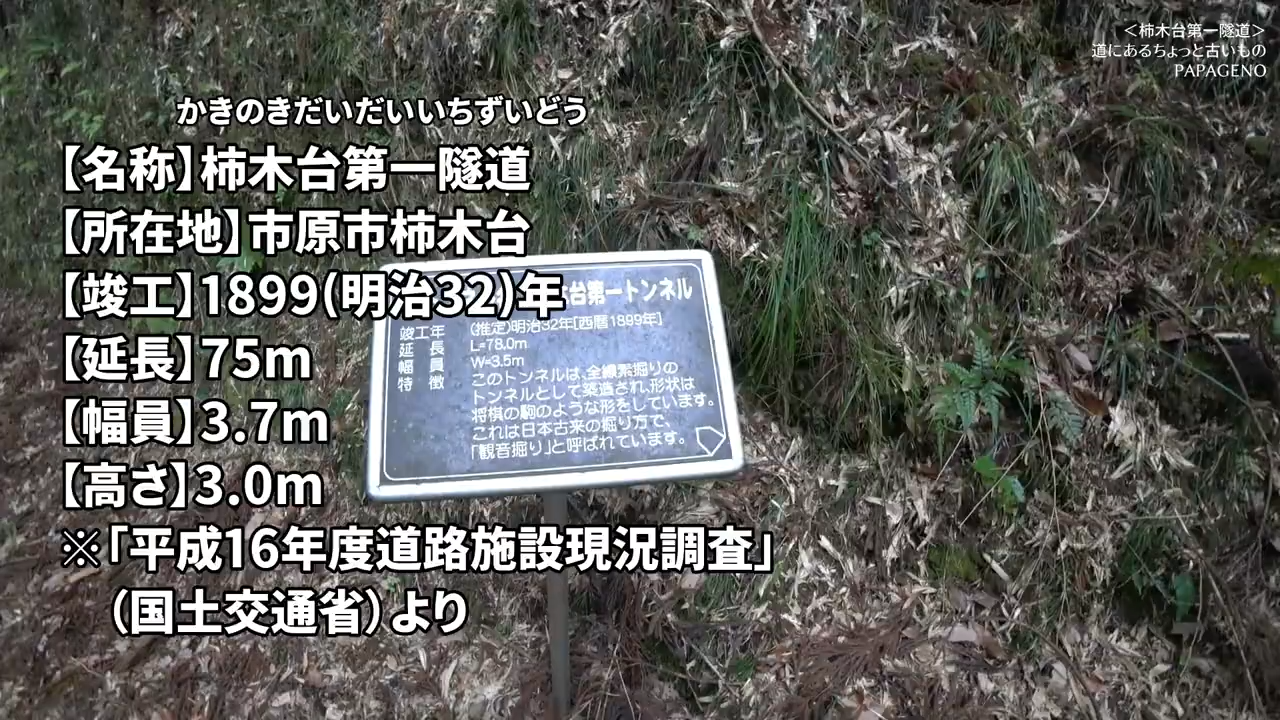 ＜柿木台第一隧道＞
道にあるちょっと古いもの
PAPAGENO
かきのきだいだいいちずいどう
【名称】柿木台第一隧道
【所在地】市原市柿木台
【竣工】1899(明治32)年
【延長】75m
【幅員】3.7m
【高さ】3.0m
※「平成16年度道路施設現況調査」
（国土交通省）より
台第一トンネル
竣工年 (推定)明治32年[西暦1899年]
延長 L=78.0m
幅員 W=3.5m
特徴 このトンネルは、全線素掘りの
トンネルとして築造され、形状は
将棋の駒のような形をしています。
これは日本古来の掘り方で、
「観音掘り」と呼ばれています。